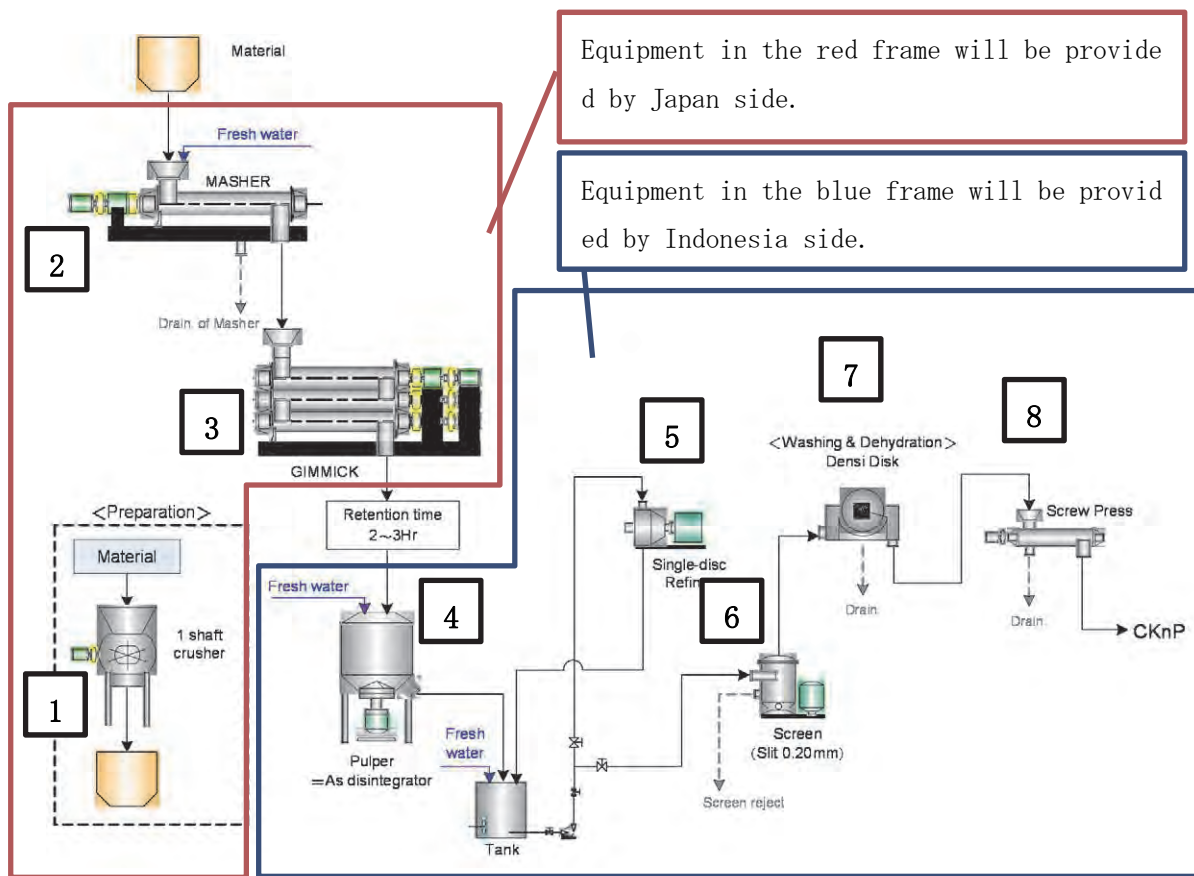 Material
Equipment in the red frame will be provide
d by Japan side.
Fresh water
MASHER
Equipment in the blue frame will be provid
ed by Indonesia side.
2
Drain. of Masher
3
GIMMICK
7
<Washing & Dehydration>
Densi Disk
8
Screw Press
5
Single-disc
Refin
Drain.
Drain.
CKnP
<Preparation>
Material
1 shaft
crusher
1
Retention time
2~3Hr
Fresh water
4
Pulper
=As disintegrator
Fresh
water
Tank
6
Screen
(Slit 0.20mm)
Screen reject